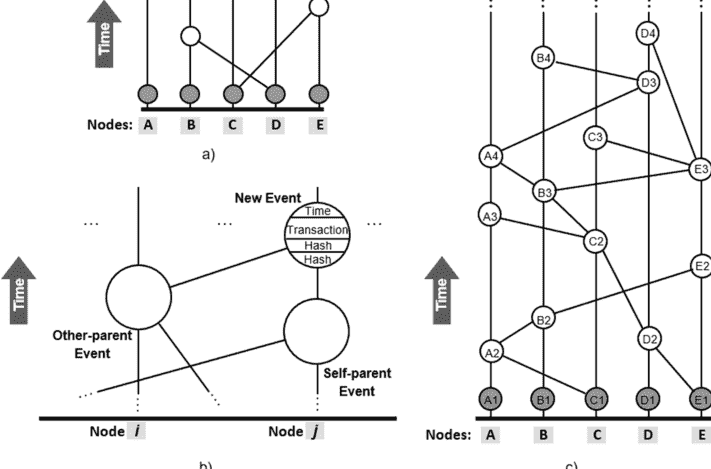 Time
Nodes: A B C D E
a)
New Event
Time
Transaction
Hash
Hash
... ... ...
Time
Other-parent
Event
Self-parent
Event
Node i Node j
b)
D4
B4
D3
C3
A4
E3
B3
A3
C2
E2
Time
B2
D2
A2
A1 B1 C1 D1 E1
Nodes: A B C D E
c)